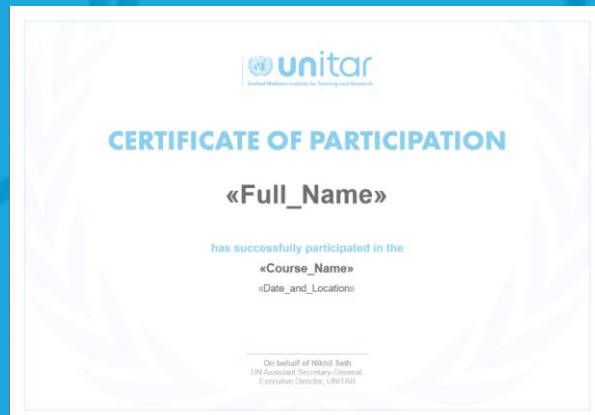 unitar
United Nations Institute for Training and Research
CERTIFICATE OF PARTICIPATION
«Full_Name»
has successfully participated in the
«Course_Name»
«Date_and_Location»
On behalf of Nikhil Seth
UN Assistant Secretary-General,
Executive Director, UNITAR